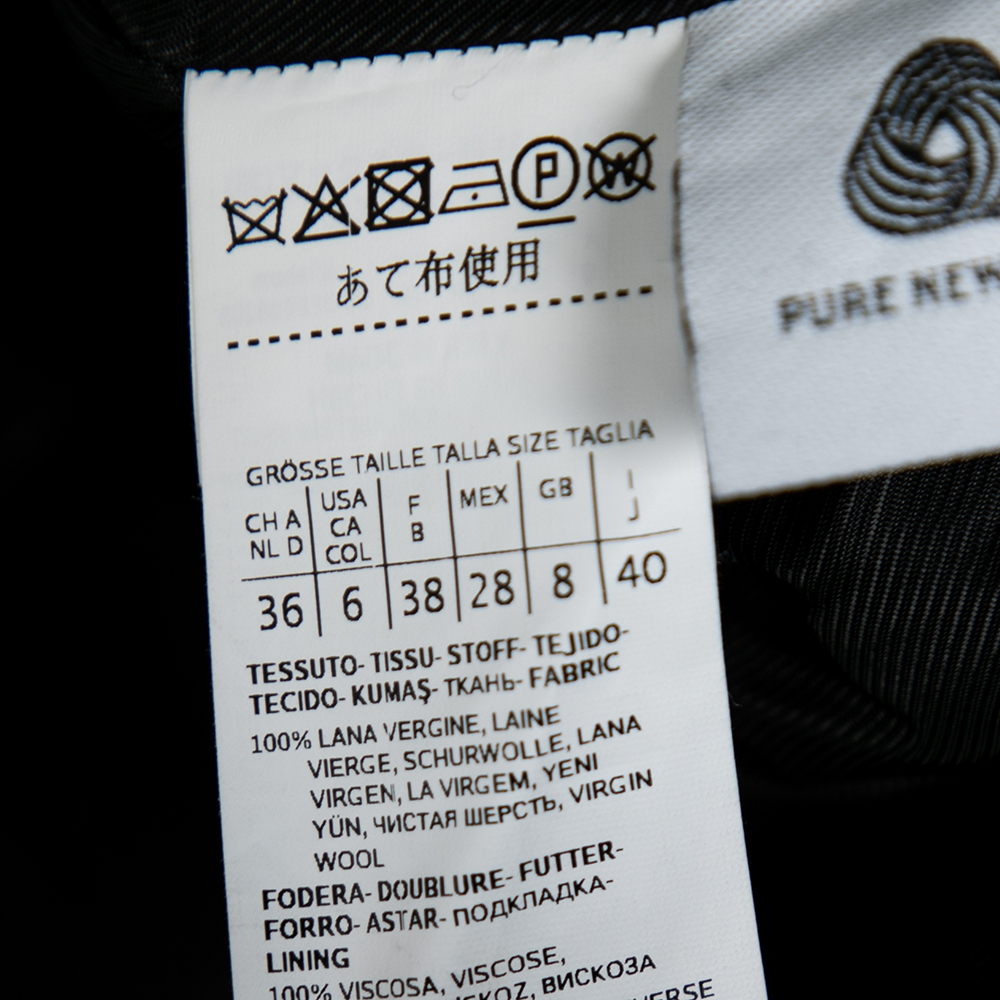 P W
あて布使用
PURE NEW
GRÖSSE TAILLE TALLA SIZE TAGLIA
CH A NL D USA CA COL F B MEX GB I J
36 6 38 28 8 40
TESSUTO- TISSU- STOFF- TEJIDO-
TECIDO- KUMAŞ- ТКАНЬ- FABRIC
100% LANA VERGINE, LAINE
VIERGE, SCHURWOLLE, LANA
VIRGEN, LA VIRGEM, YENI
YÜN, ЧИСТАЯ ШЕРСТЬ, VIRGIN
WOOL
FODERA- DOUBLURE- FUTTER-
FORRO- ASTAR- ПОДКЛАДКА-
LINING
100% VISCOSA, VISCOSE,
ВИСКОЗА